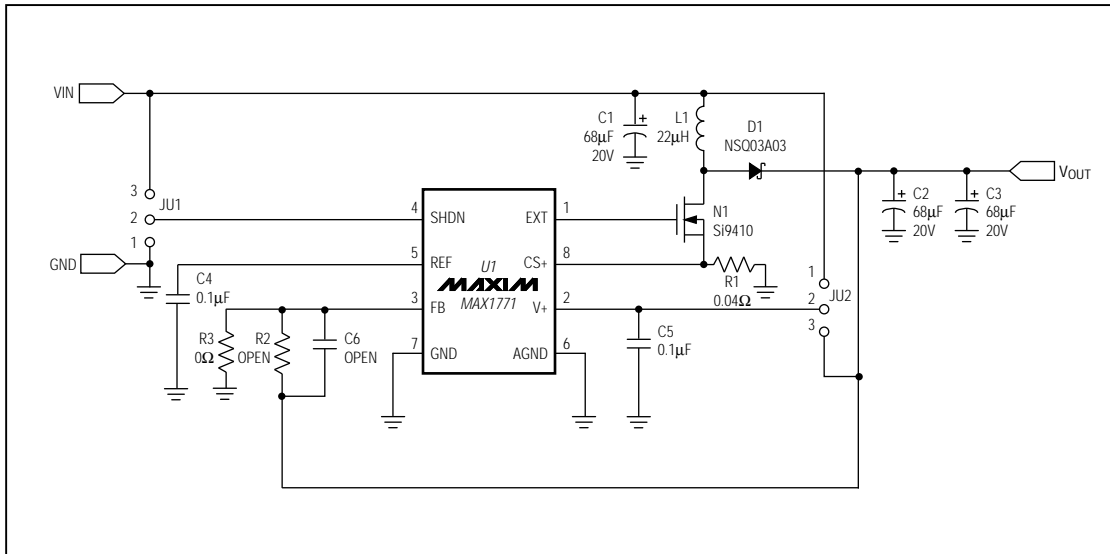 VIN
GND
3
2
1
JU1
C4
0.1µF
R3
0Ω
R2
OPEN
C6
OPEN
4
SHDN
5
REF
3
FB
7
GND
U1
MAXIM
MAX1771
EXT
1
CS+
8
V+
2
AGND
6
C1
68µF
20V
+
L1
22µH
D1
NSQ03A03
N1
Si9410
R1
0.04Ω
C5
0.1µF
1
2
3
JU2
+
C2
68µF
20V
+
C3
68µF
20V
VOUT